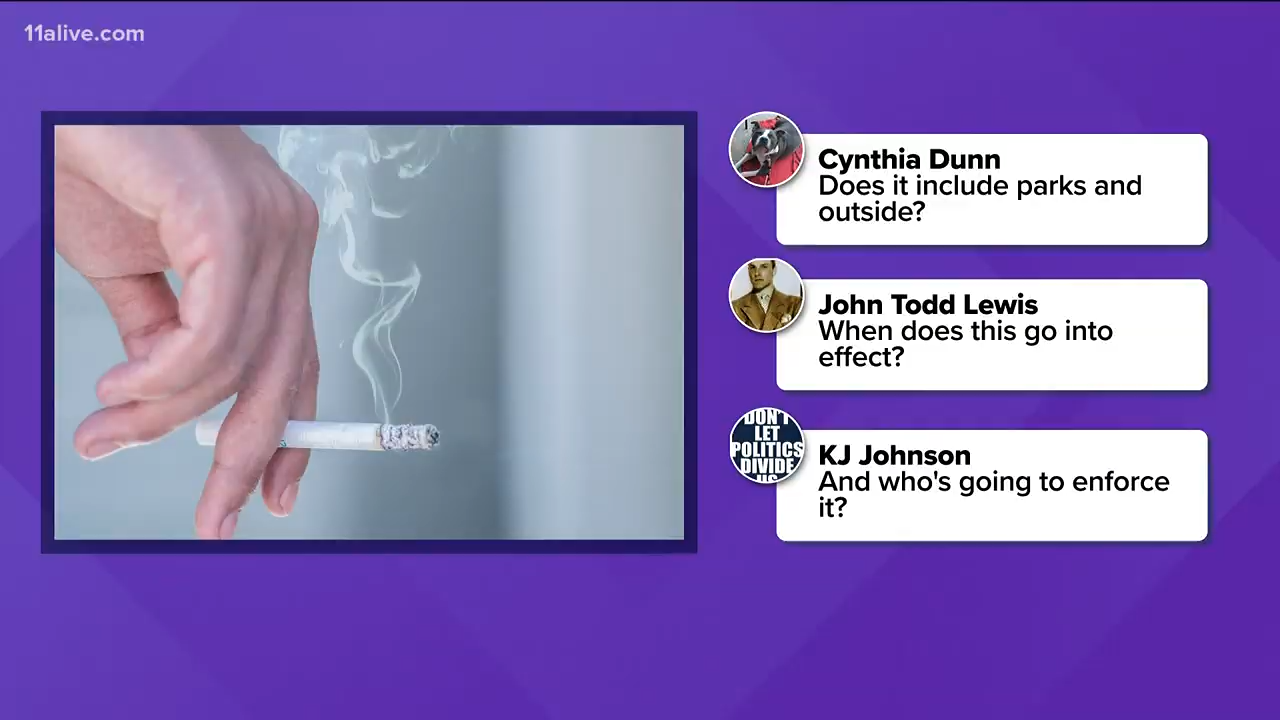 11alive.com
Cynthia Dunn
Does it include parks and
outside?
John Todd Lewis
When does this go into
effect?
DON'T
LET
POLITICS
DIVIDE
US
KJ Johnson
And who's going to enforce
it?